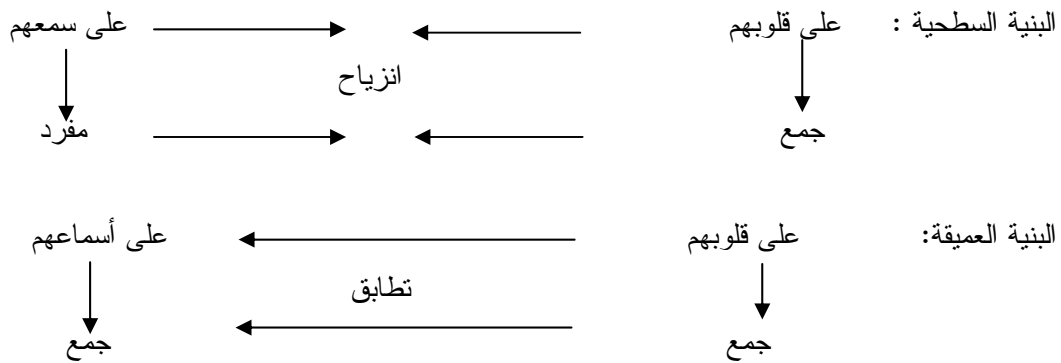 البنية السطحية : على قلوبهم على سمعهم
انزياح
جمع مفرد
البنية العميقة: على قلوبهم على أسماعهم
تطابق
جمع جمع